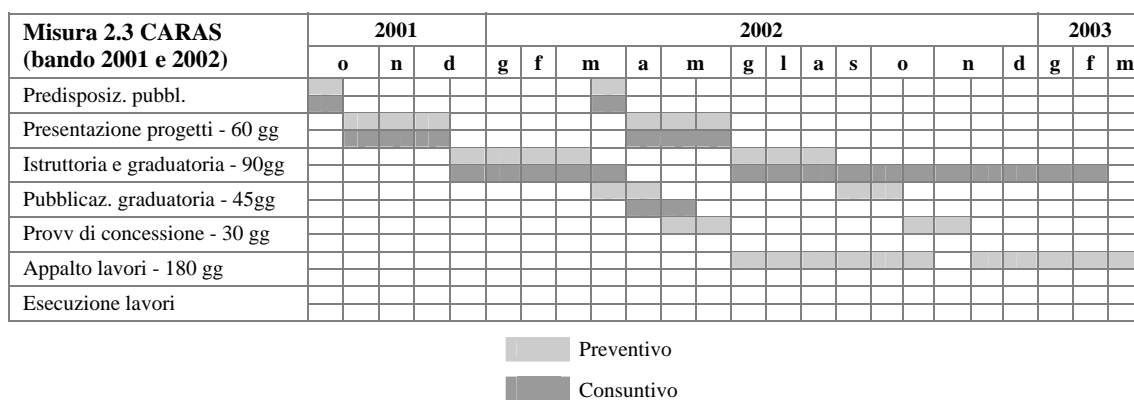 Misura 2.3 CARAS
(bando 2001 e 2002)
2001 2002 2003
o n d g f m a m g l a s o n d g f m
Predisposiz. pubbl.
Presentazione progetti - 60 gg
Istruttoria e graduatoria - 90gg
Pubblicaz. graduatoria - 45gg
Provv di concessione - 30 gg
Appalto lavori - 180 gg
Esecuzione lavori
Preventivo
Consuntivo